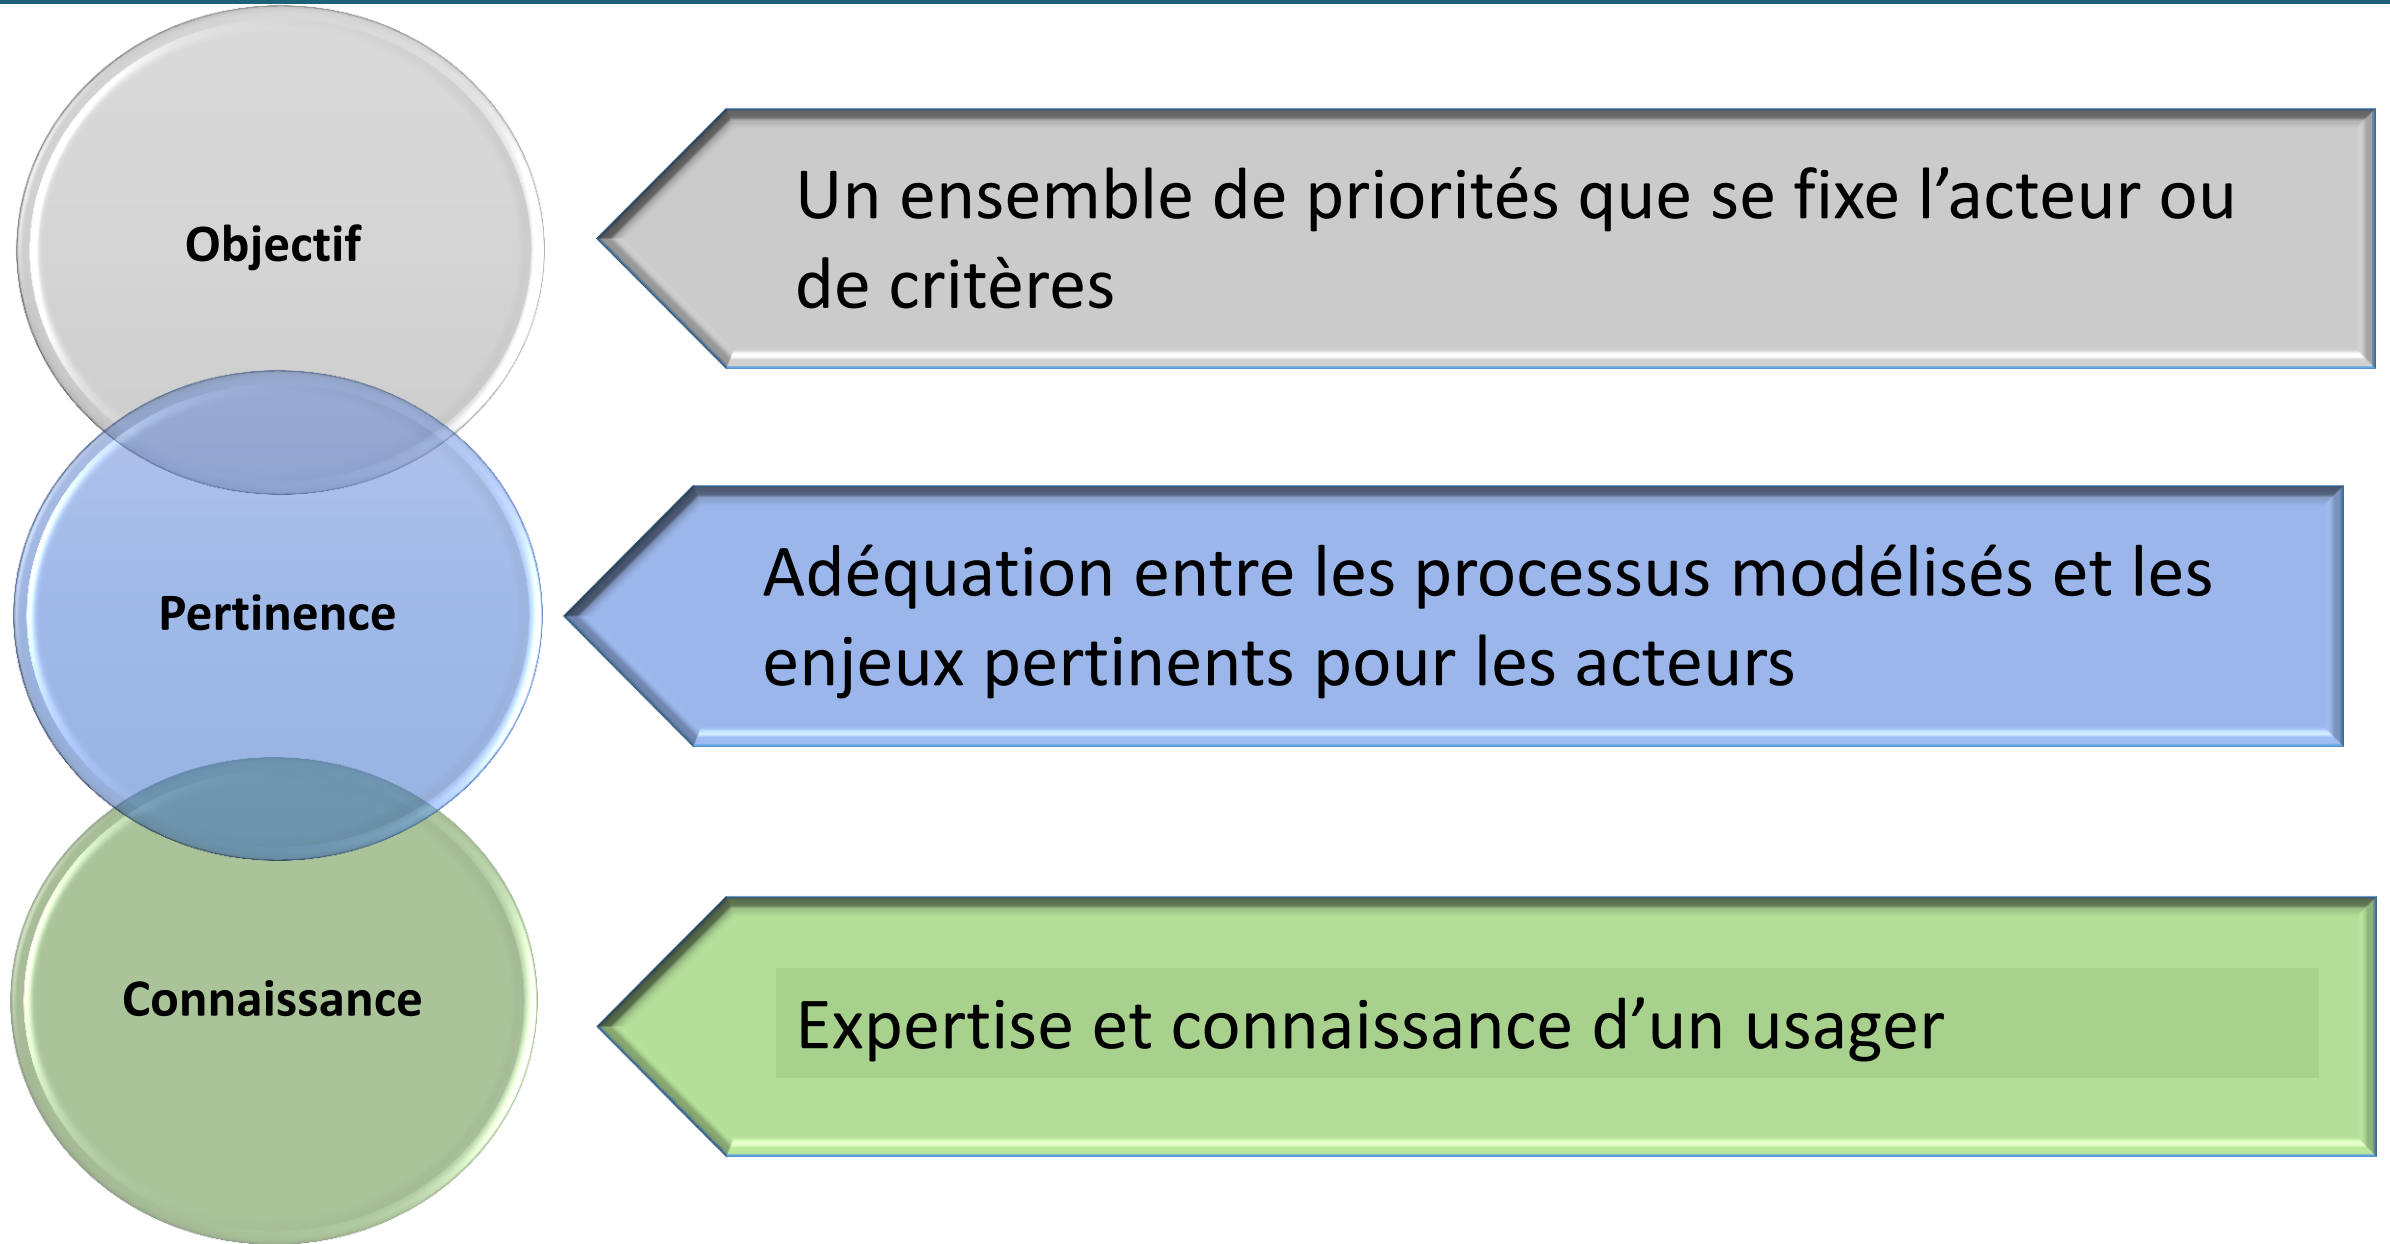 Objectif
Un ensemble de priorités que se fixe l’acteur ou
de critères
Pertinence
Adéquation entre les processus modélisés et les
enjeux pertinents pour les acteurs
Connaissance
Expertise et connaissance d’un usager